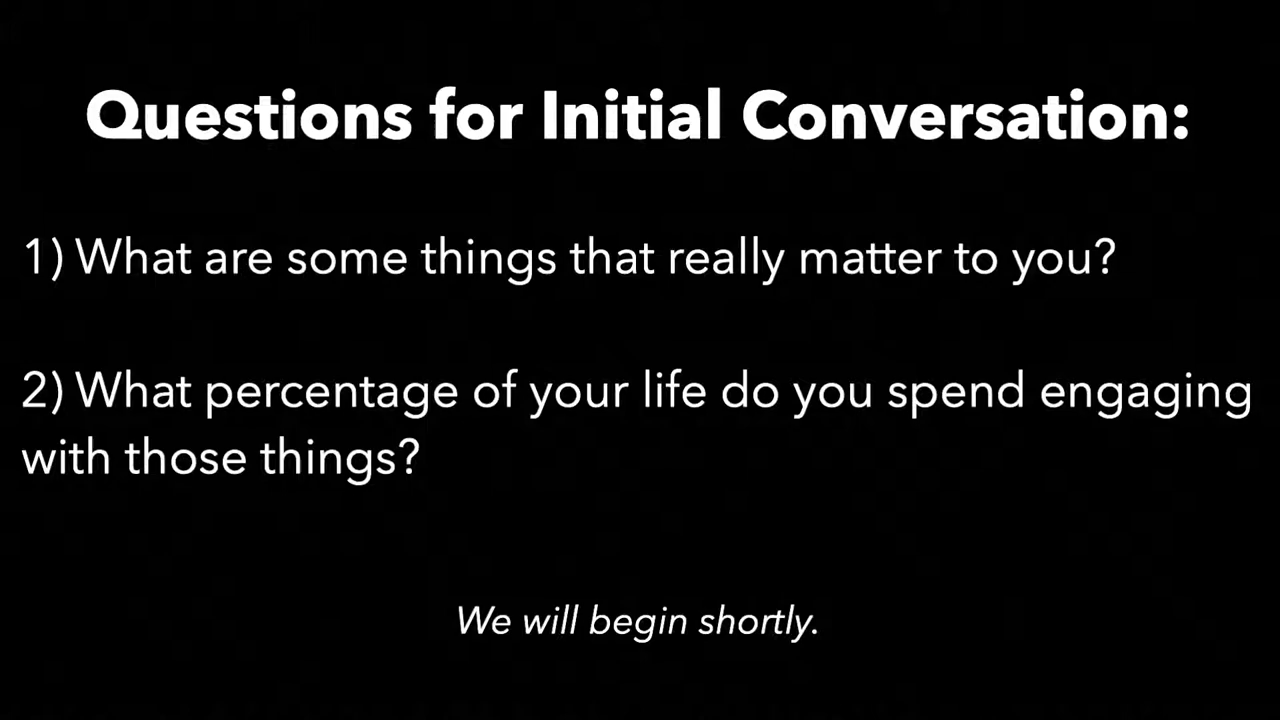 Questions for Initial Conversation:
1) What are some things that really matter to you?
2) What percentage of your life do you spend engaging
with those things?
We will begin shortly.